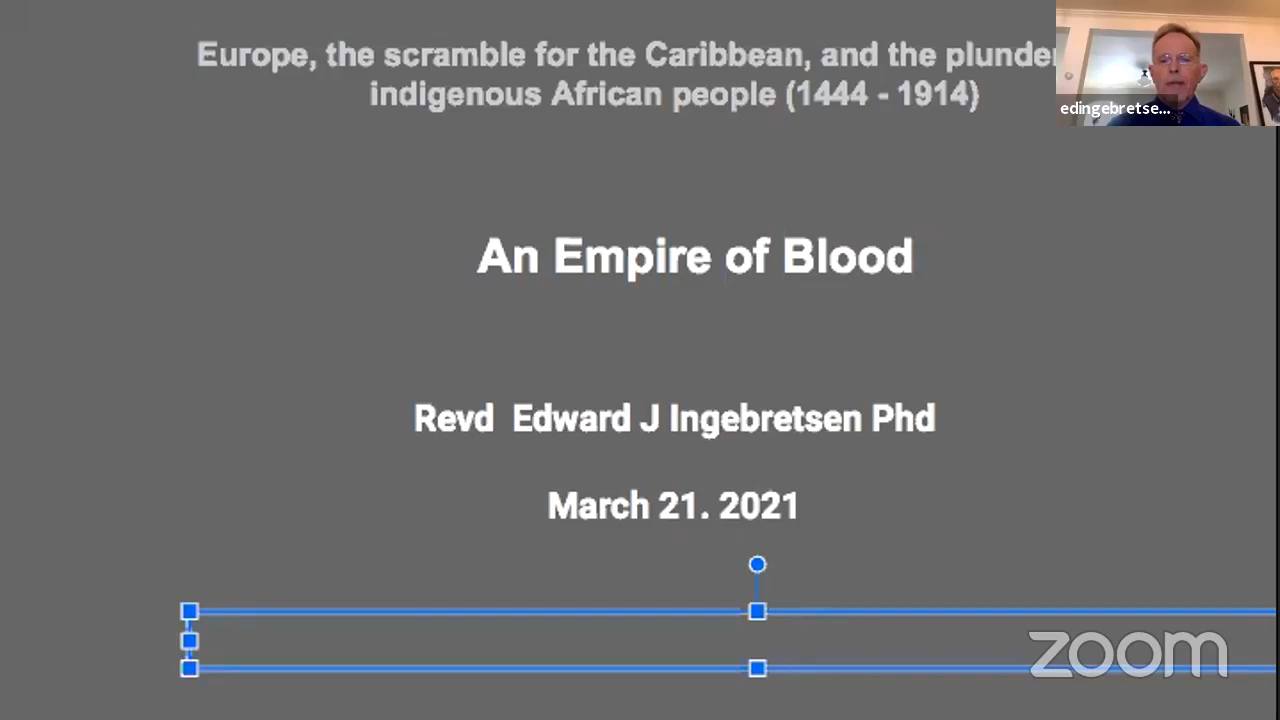 Europe, the scramble for the Caribbean, and the plunder
indigenous African people (1444 - 1914)
edingebretse...
An Empire of Blood
Revd Edward J Ingebretsen Phd
March 21. 2021
zoom